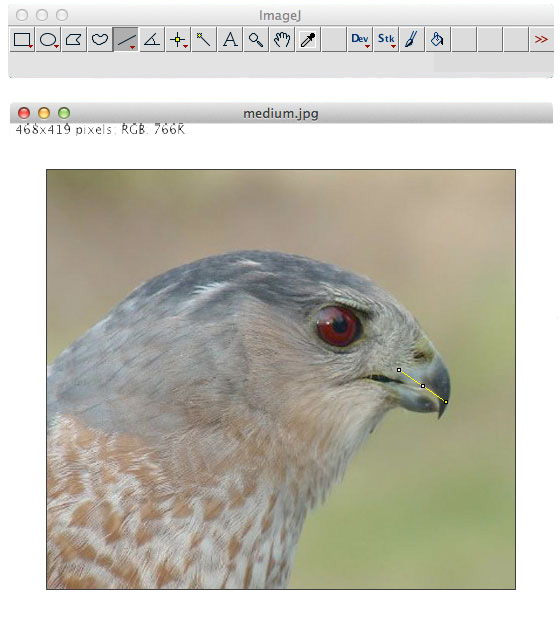 ImageJ
A
Dev
Stk
>>
medium.jpg
468x419 pixels; RGB; 766K